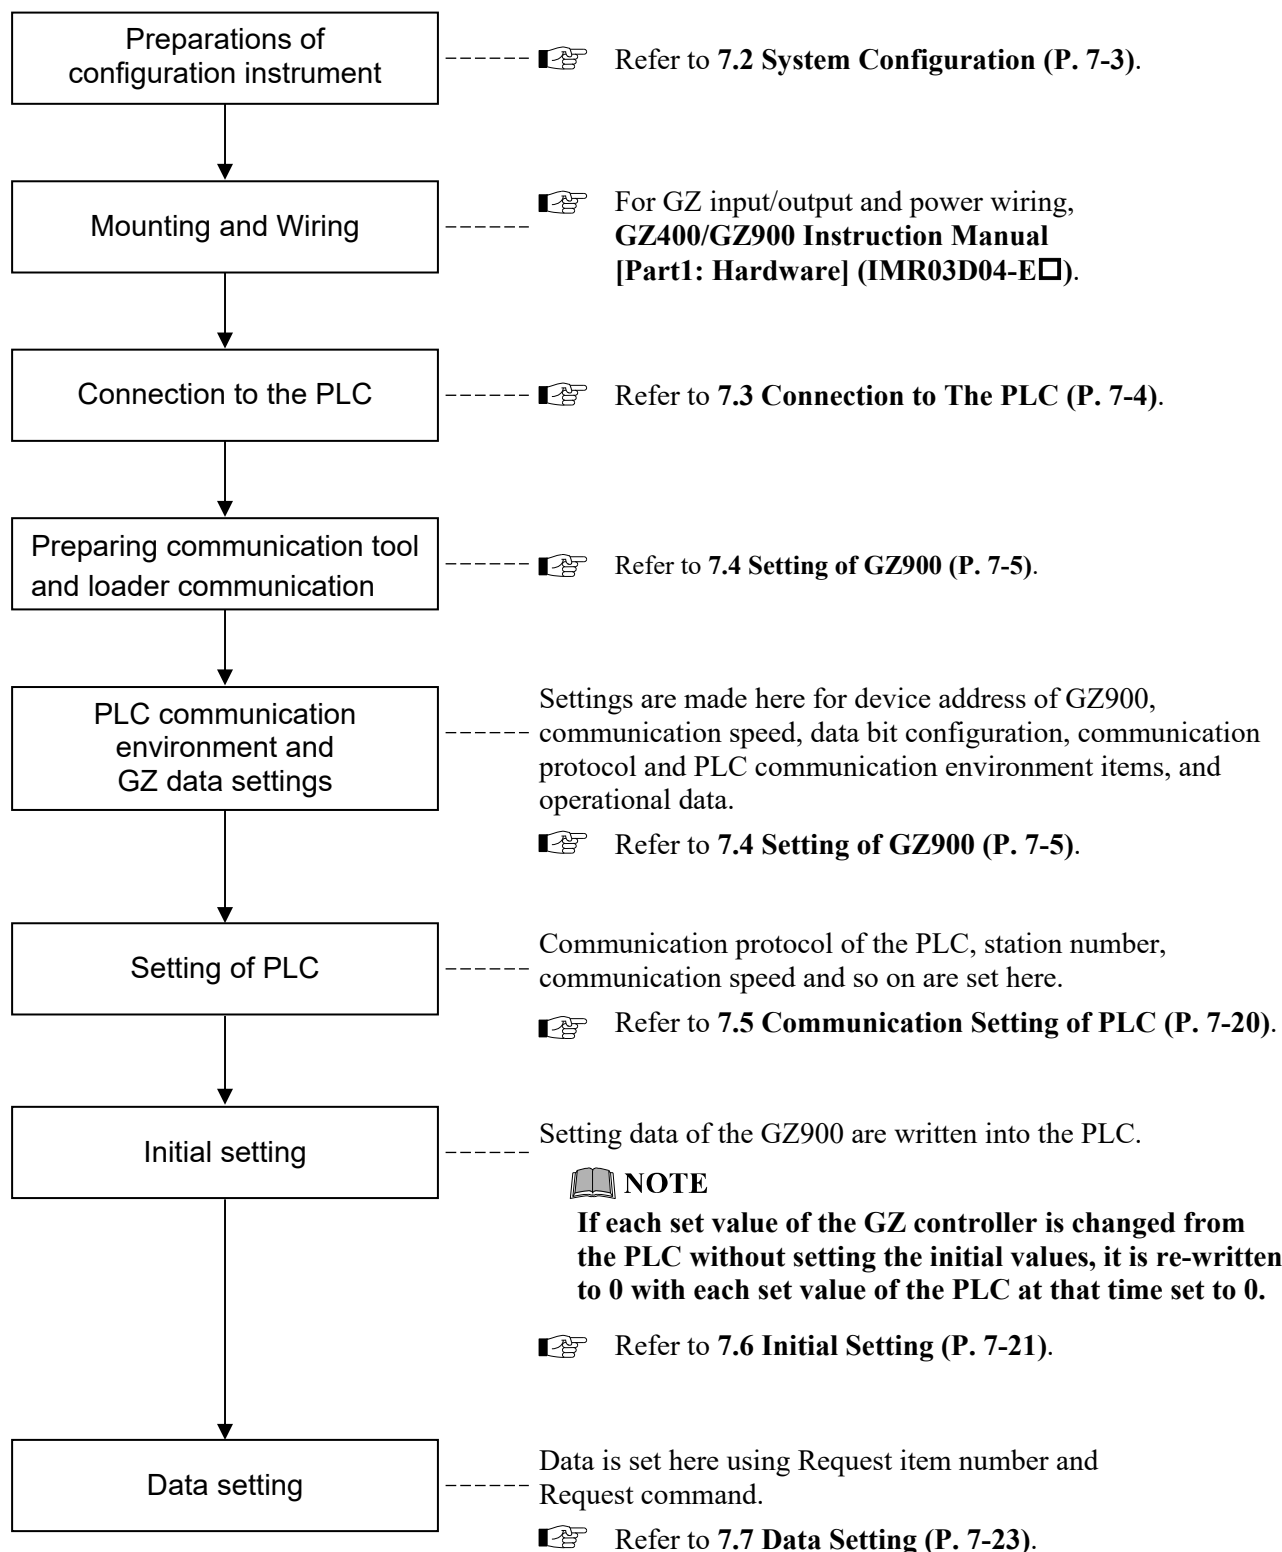 Preparations of
configuration instrument
Refer to 7.2 System Configuration (P. 7-3).
Mounting and Wiring
For GZ input/output and power wiring,
GZ400/GZ900 Instruction Manual
[Part1: Hardware] (IMR03D04-E□).
Connection to the PLC
Refer to 7.3 Connection to The PLC (P. 7-4).
Preparing communication tool
and loader communication
Refer to 7.4 Setting of GZ900 (P. 7-5).
PLC communication
environment and
GZ data settings
Settings are made here for device address of GZ900,
communication speed, data bit configuration, communication
protocol and PLC communication environment items, and
operational data.
Refer to 7.4 Setting of GZ900 (P. 7-5).
Setting of PLC
Communication protocol of the PLC, station number,
communication speed and so on are set here.
Refer to 7.5 Communication Setting of PLC (P. 7-20).
Initial setting
Setting data of the GZ900 are written into the PLC.
NOTE
If each set value of the GZ controller is changed from
the PLC without setting the initial values, it is re-written
to 0 with each set value of the PLC at that time set to 0.
Refer to 7.6 Initial Setting (P. 7-21).
Data setting
Data is set here using Request item number and
Request command.
Refer to 7.7 Data Setting (P. 7-23).